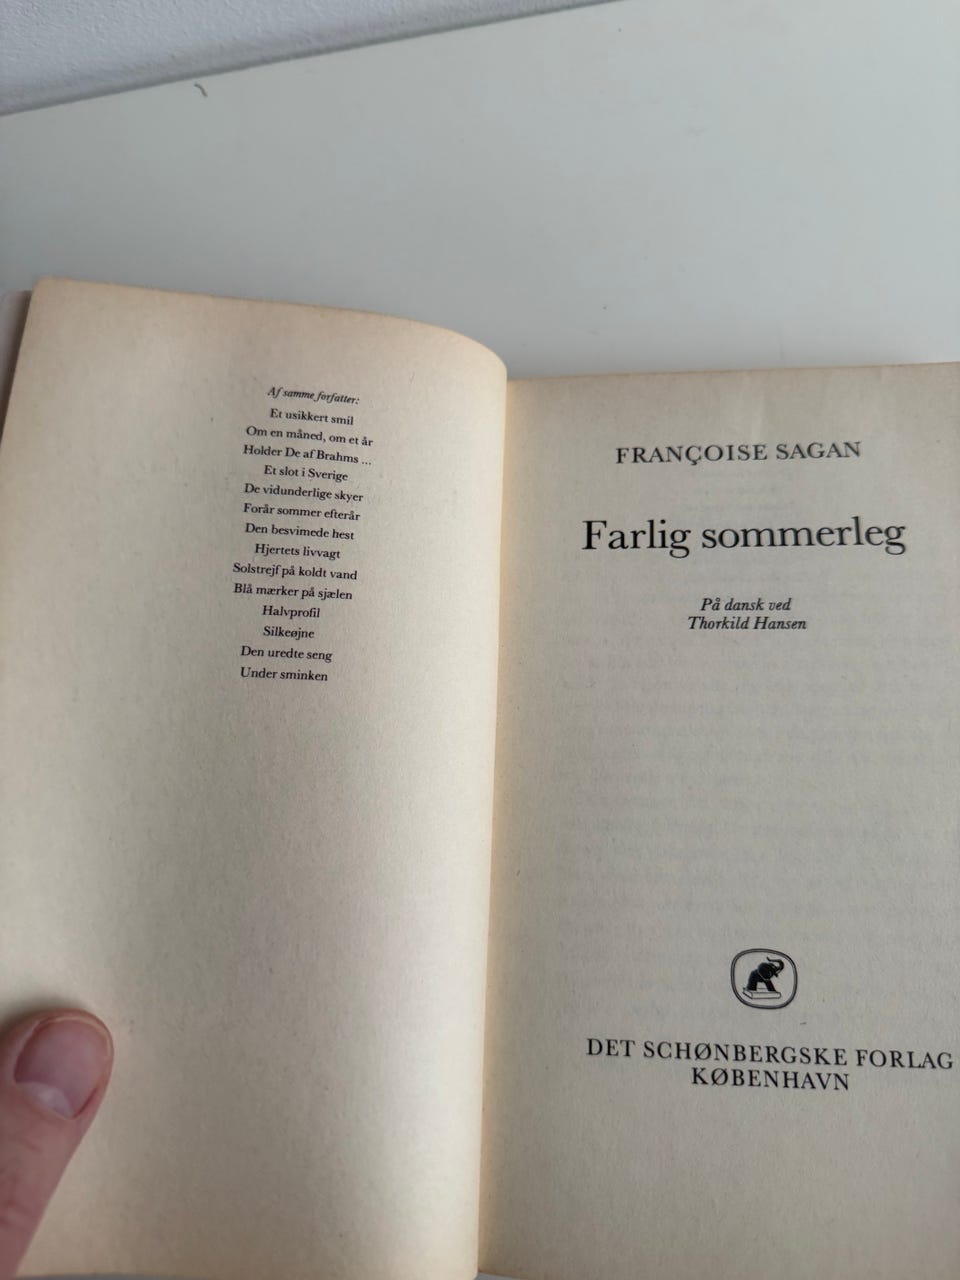 Af samme forfatter:
Et usikkert smil
Om en måned, om et år
Holder De af Brahms ...
Et slot i Sverige
De vidunderlige skyer
Forår sommer efterår
Den besvimede hest
Hjertets livvagt
Solstrejf på koldt vand
Blå mærker på sjælen
Halvprofil
Silkeøjne
Den uredte seng
Under sminken
FRANÇOISE SAGAN
Farlig sommerleg
På dansk ved
Thorkild Hansen
DET SCHØNBERGSKE FORLAG
KØBENHAVN